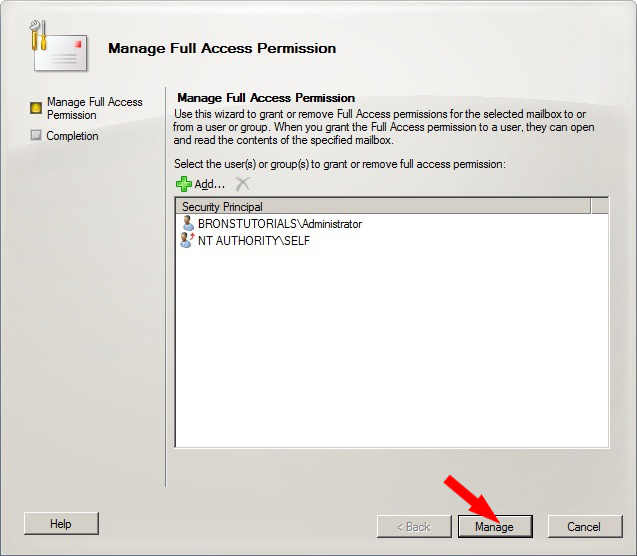 Manage Full Access Permission
Manage Full Access
Permission
Completion
Manage Full Access Permission
Use this wizard to grant or remove Full Access permissions for the selected mailbox to or
from a user or group. When you grant the Full Access permission to a user, they can open
and read the contents of the specified mailbox.
Select the user(s) or group(s) to grant or remove full access permission:
Add...
Security Principal
BRONSTUTORIALS\Administrator
NT AUTHORITY\SELF
Help
< Back
Manage
Cancel